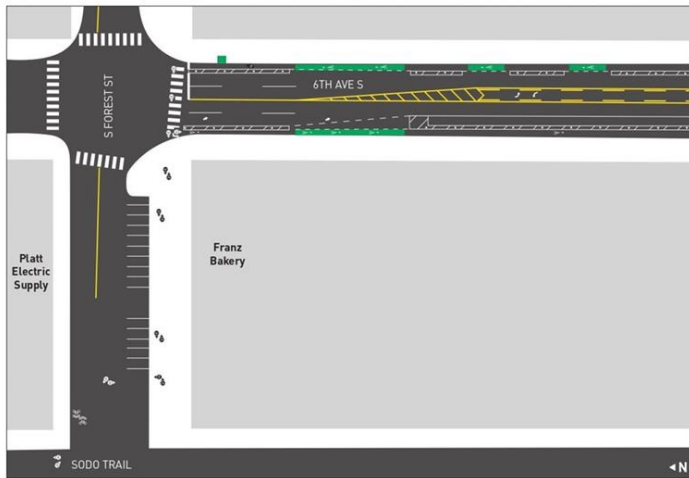 6TH AVE S
S FOREST ST
Platt
Electric
Supply
Franz
Bakery
SODO TRAIL
N